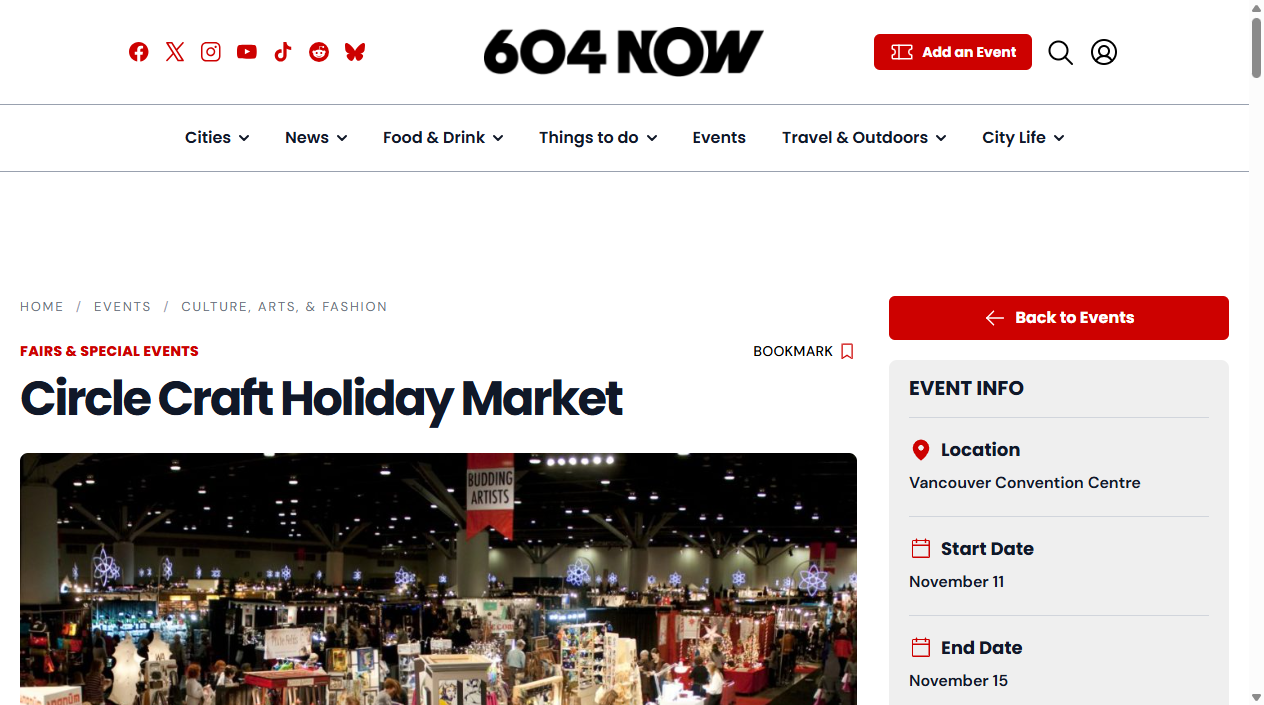 604 NOW
Add an Event
Cities
News
Food & Drink
Things to do
Events
Travel & Outdoors
City Life
HOME / EVENTS / CULTURE, ARTS, & FASHION
FAIRS & SPECIAL EVENTS
BOOKMARK
Circle Craft Holiday Market
BUDDING
ARTISTS
Back to Events
EVENT INFO
Location
Vancouver Convention Centre
Start Date
November 11
End Date
November 15